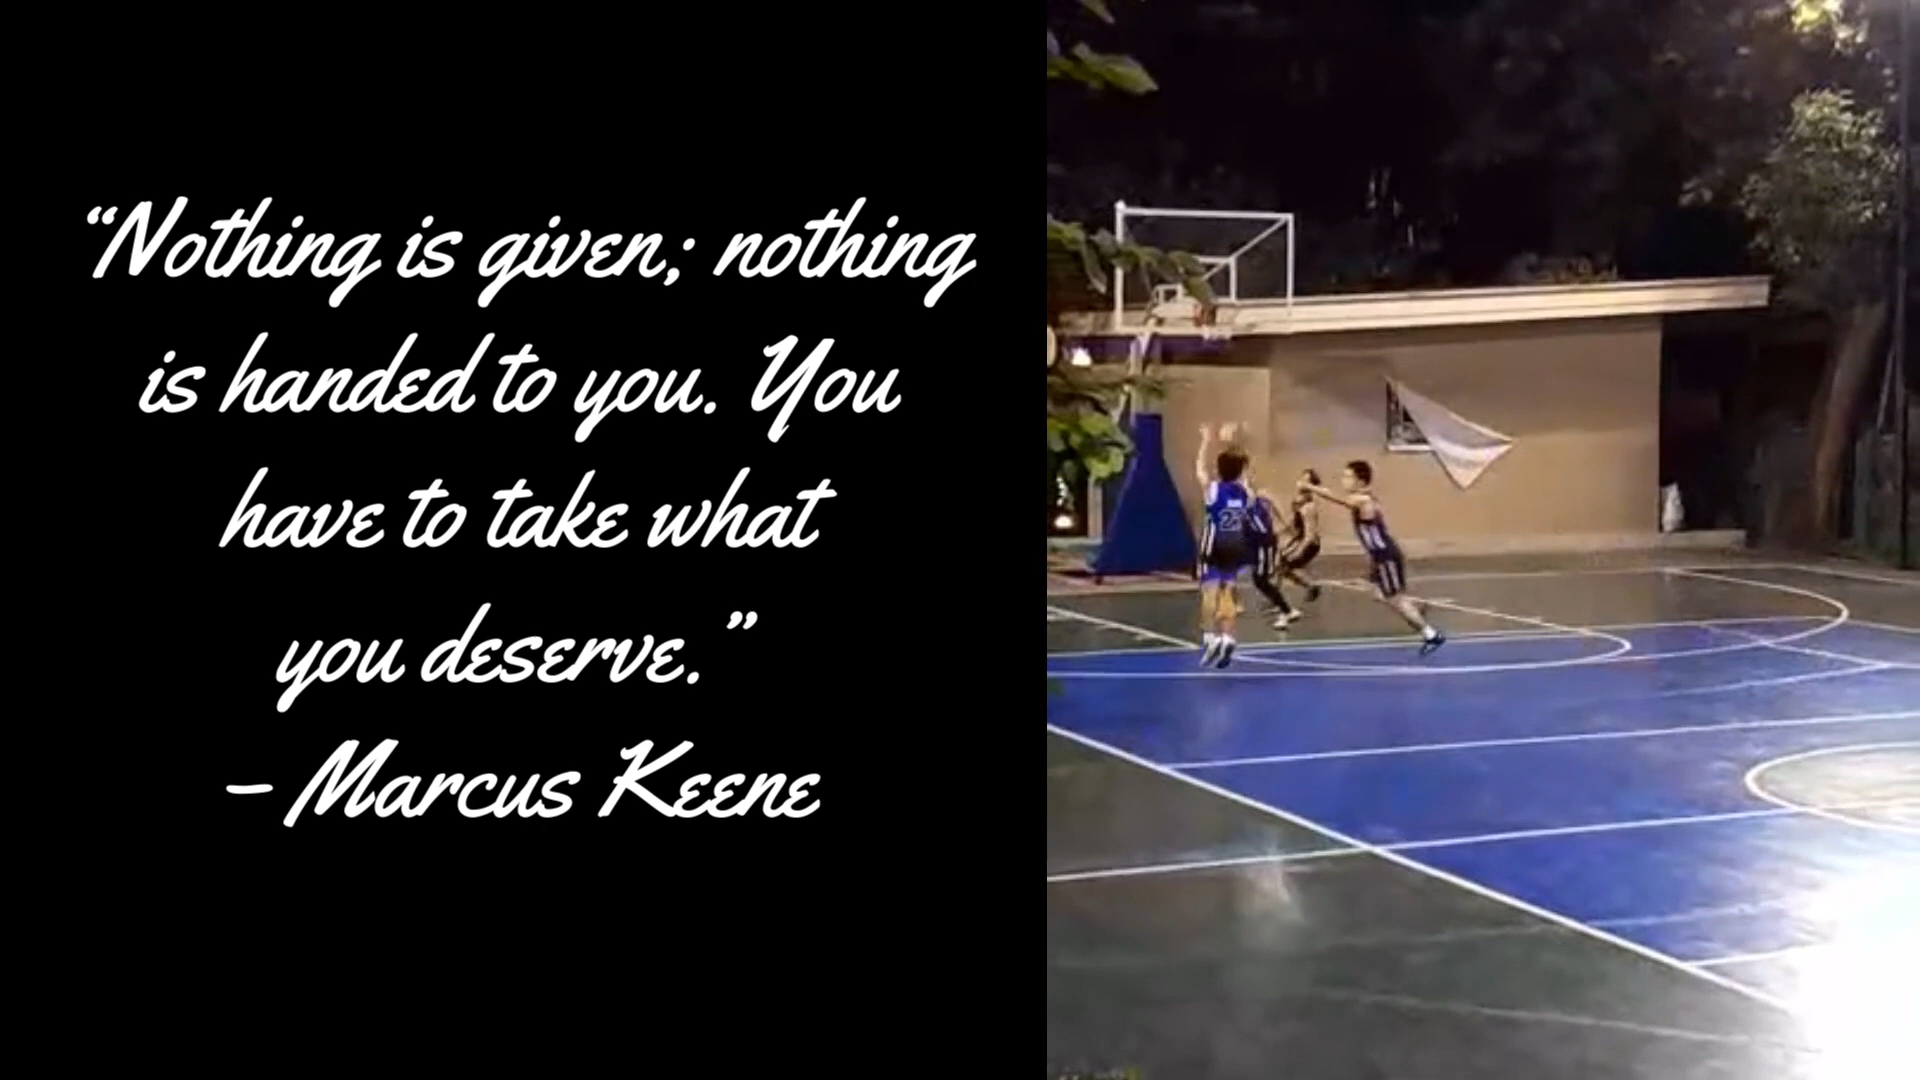 “Nothing is given; nothing
is handed to you. You
have to take what
you deserve.”
– Marcus Keene